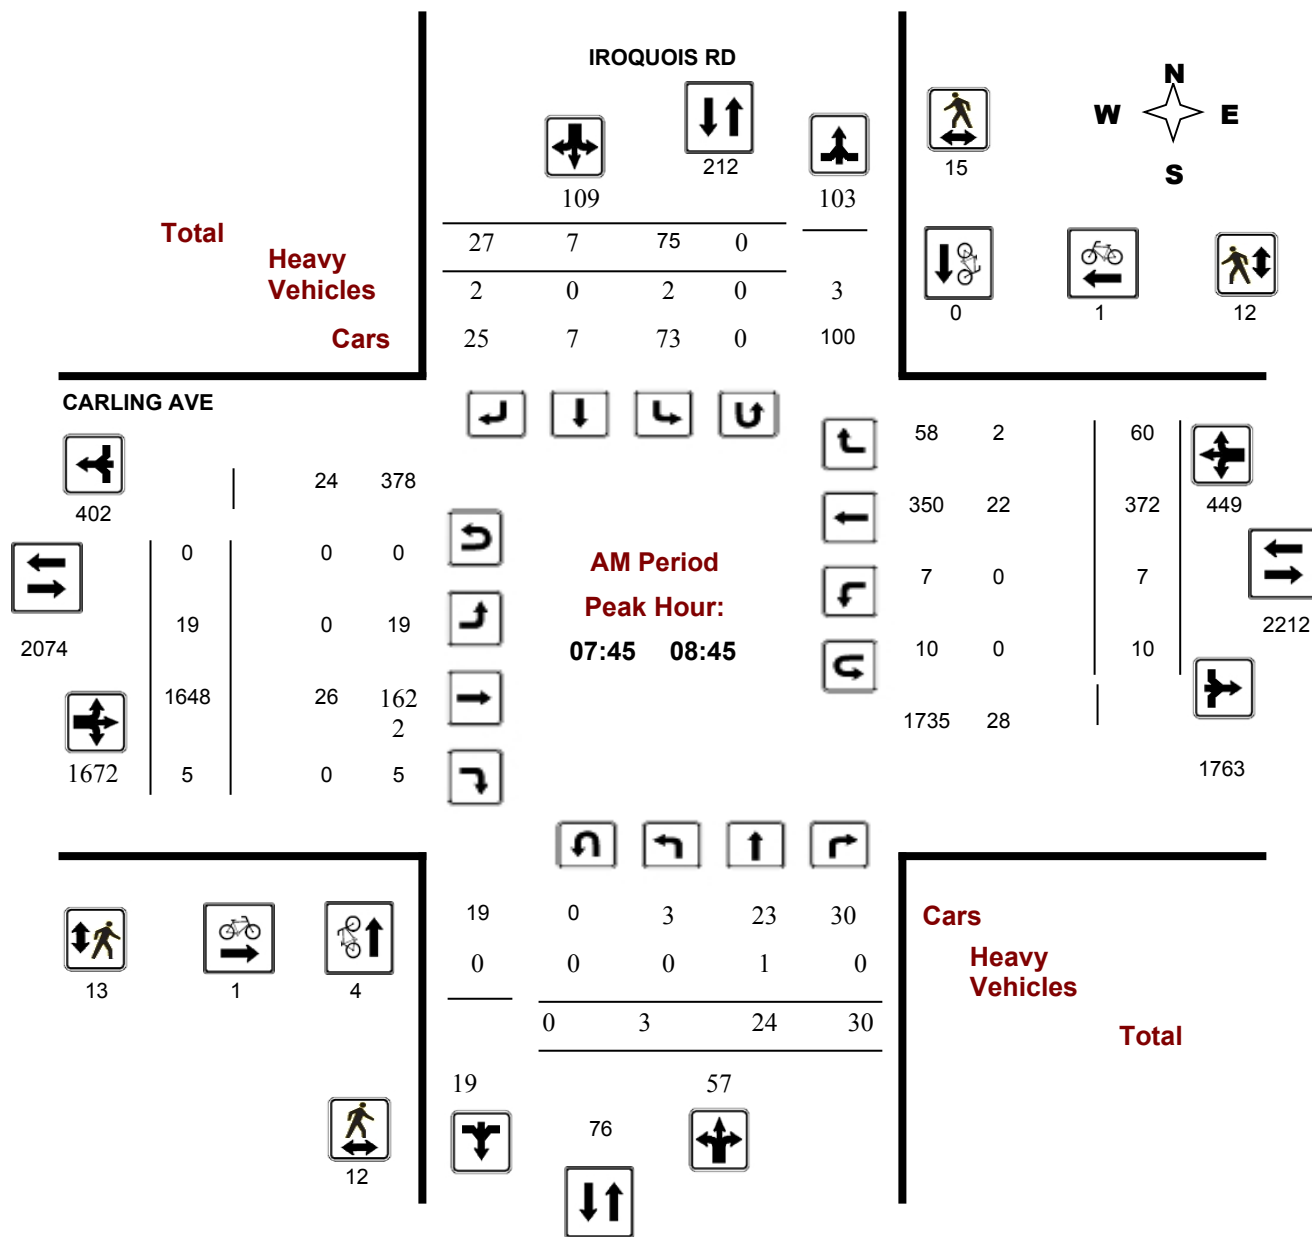 IROQUOIS RD
N
W E
S
212
15
109
103
Total
27 7 75 0
Heavy
Vehicles
2 0 2 0 3
0 1 12
Cars
25 7 73 0 100
CARLING AVE
58 2 60
24 378
402
350 22 372 449
0 0 0
AM Period
7 0 7
Peak Hour:
19 0 19
2074
2212
07:45 08:45
10 0 10
1648 26 162
2
1735 28
1672 5 0 5
1763
19 0 3 23 30
Cars
0 0 0 1 0
Heavy
Vehicles
13 1 4
0 3 24 30
Total
19 57
76
12